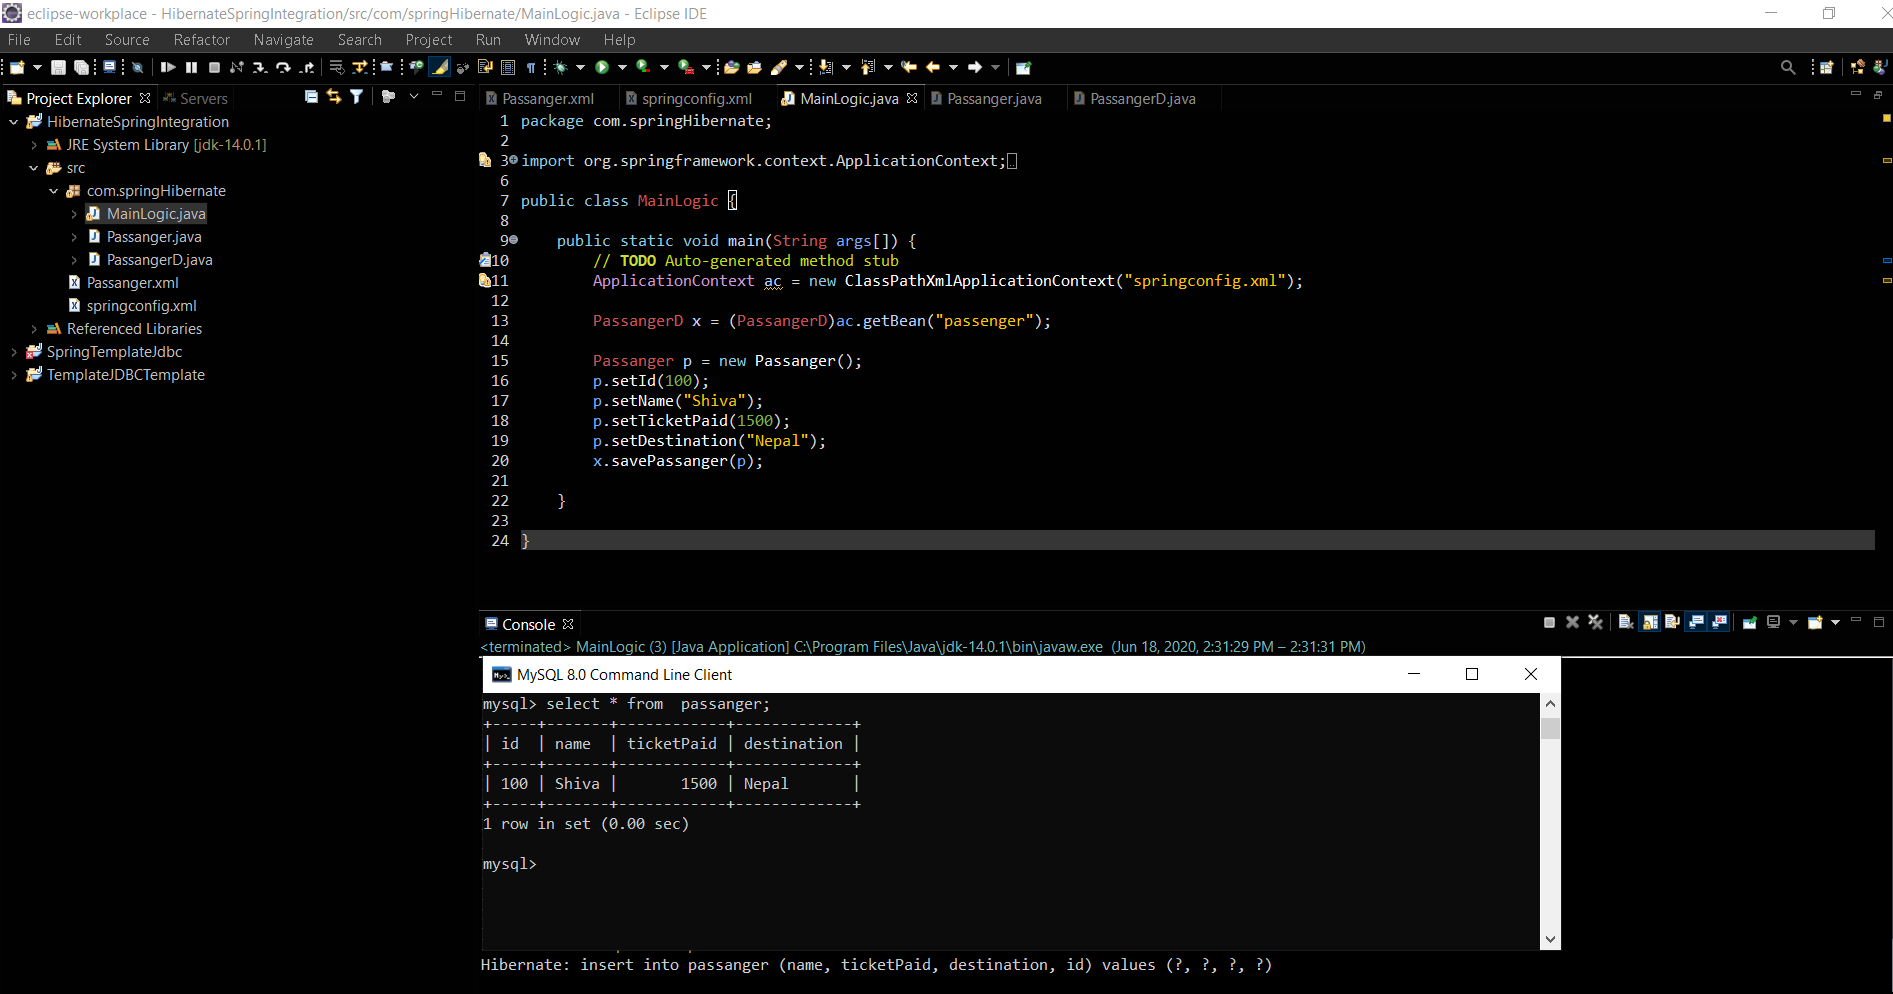 eclipse-workplace - HibernateSpringIntegration/src/com/springHibernate/MainLogic.java - Eclipse IDE
File Edit Source Refactor Navigate Search Project Run Window Help
Project Explorer Servers
HibernateSpringIntegration
JRE System Library [jdk-14.0.1]
src
com.springHibernate
MainLogic.java
Passanger.java
PassangerD.java
Passanger.xml
springconfig.xml
Referenced Libraries
SpringTemplateJdbc
TemplateJDBCTemplate
Passanger.xml springconfig.xml MainLogic.java Passanger.java PassangerD.java
1 package com.springHibernate;
2
3 import org.springframework.context.ApplicationContext;
6
7 public class MainLogic {
8
9     public static void main(String args[]) {
10         // TODO Auto-generated method stub
11         ApplicationContext ac = new ClassPathXmlApplicationContext("springconfig.xml");
12
13         PassangerD x = (PassangerD)ac.getBean("passenger");
14
15         Passanger p = new Passanger();
16         p.setId(100);
17         p.setName("Shiva");
18         p.setTicketPaid(1500);
19         p.setDestination("Nepal");
20         x.savePassanger(p);
21
22     }
23
24 }
Console
<terminated> MainLogic (3) [Java Application] C:\Program Files\Java\jdk-14.0.1\bin\javaw.exe (Jun 18, 2020, 2:31:29 PM – 2:31:31 PM)
MySQL 8.0 Command Line Client
mysql> select * from  passanger;
+-----+-------+------------+-------------+
| id  | name  | ticketPaid | destination |
+-----+-------+------------+-------------+
| 100 | Shiva |       1500 | Nepal       |
+-----+-------+------------+-------------+
1 row in set (0.00 sec)
mysql>
Hibernate: insert into passanger (name, ticketPaid, destination, id) values (?, ?, ?, ?)